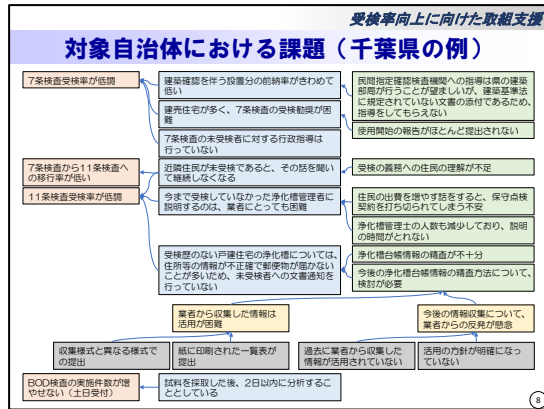 受検率向上に向けた取組支援
対象自治体における課題（千葉県の例）
7条検査受検率が低調
建築確認を伴う設置分の前納率がきわめて
低い
民間指定確認検査機関への指導は県の建築
部局が行うことが望ましいが、建築基準法
に規定されていない文書の添付であるため、
指導をしてもらえない
建売住宅が多く、7条検査の受検勧奨が困
難
使用開始の報告がほとんど提出されない
7条検査の未受検者に対する行政指導は
行っていない
7条検査から11条検査へ
の移行率が低い
近隣住民が未受検であると、その話を聞い
て継続しなくなる
受検の義務への住民の理解が不足
11条検査受検率が低調
今まで受検していなかった浄化槽管理者に
説明するのは、業者にとっても困難
住民の出費を増やす話をすると、保守点検
契約を打ち切られてしまう不安
浄化槽管理士の人数も減少しており、説明
の時間がとれない
受検歴のない戸建住宅の浄化槽については、
住所等の情報が不正確で郵便物が届かない
ことが多いため、未受検者への文書通知を
行っていない
浄化槽台帳情報の精査が不十分
今後の浄化槽台帳情報の精査方法について、
検討が必要
業者から収集した情報は
活用が困難
今後の情報収集について、
業者からの反発が懸念
収集様式と異なる様式で
の提出
紙に印刷された一覧表が
提出
過去に業者から収集した
情報が活用されていない
活用の方針が明確になっ
ていない
BOD検査の実施件数が増
やせない（土日受付）
試料を採取した後、2日以内に分析するこ
ととしている
8